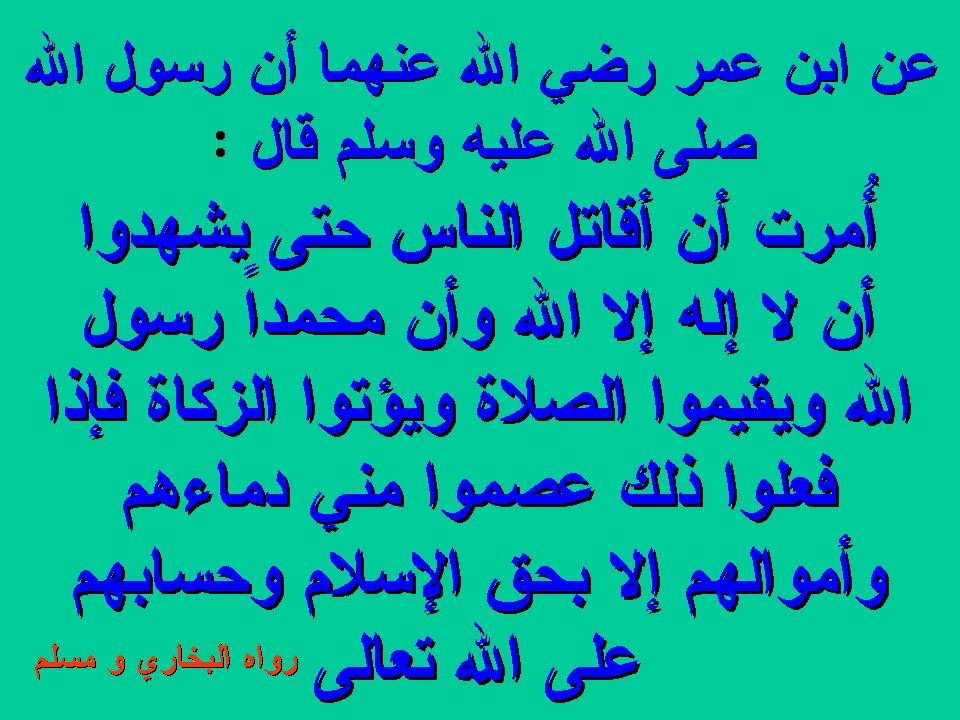 عن ابن عمر رضي الله عنهما أن رسول الله
صلى الله عليه وسلم قال :
أُمرت أن أقاتل الناس حتى يٍشهدوا
أن لا إله إلا الله وأن محمداً رسول
الله ويقيموا الصلاة ويؤتوا الزكاة فإذا
فعلوا ذلك عصموا مني دماءهم
وأموالهم إلا بحق الإسلام وحسابهم
على الله تعالى
رواه البخاري و مسلم